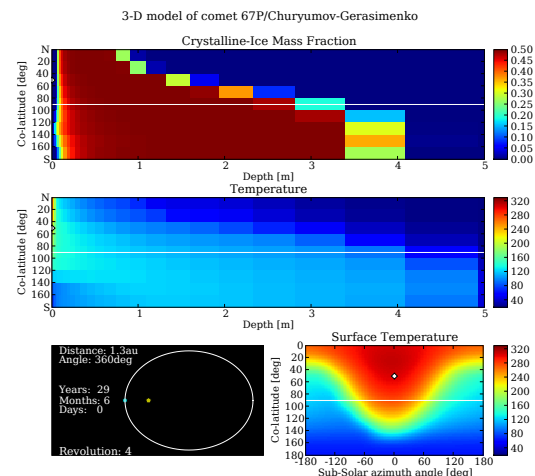 3-D model of comet 67P/Churyumov-Gerasimenko
Crystalline-Ice Mass Fraction
Co-latitude [deg]
N
20
40
60
80
100
120
140
160
S
0 1 2 3 4 5
Depth [m]
0.50
0.45
0.40
0.35
0.30
0.25
0.20
0.15
0.10
0.05
0.00
Temperature
Co-latitude [deg]
N
20
40
60
80
100
120
140
160
S
0 1 2 3 4 5
Depth [m]
320
280
240
200
160
120
80
40
Distance: 1.3au
Angle: 360deg
Years: 29
Months: 6
Days: 0
Revolution: 4
Surface Temperature
Co-latitude [deg]
0
20
40
60
80
100
120
140
160
180
-180 -120 -60 0 60 120 180
Sub-Solar azimuth angle [deg]
320
280
240
200
160
120
80
40